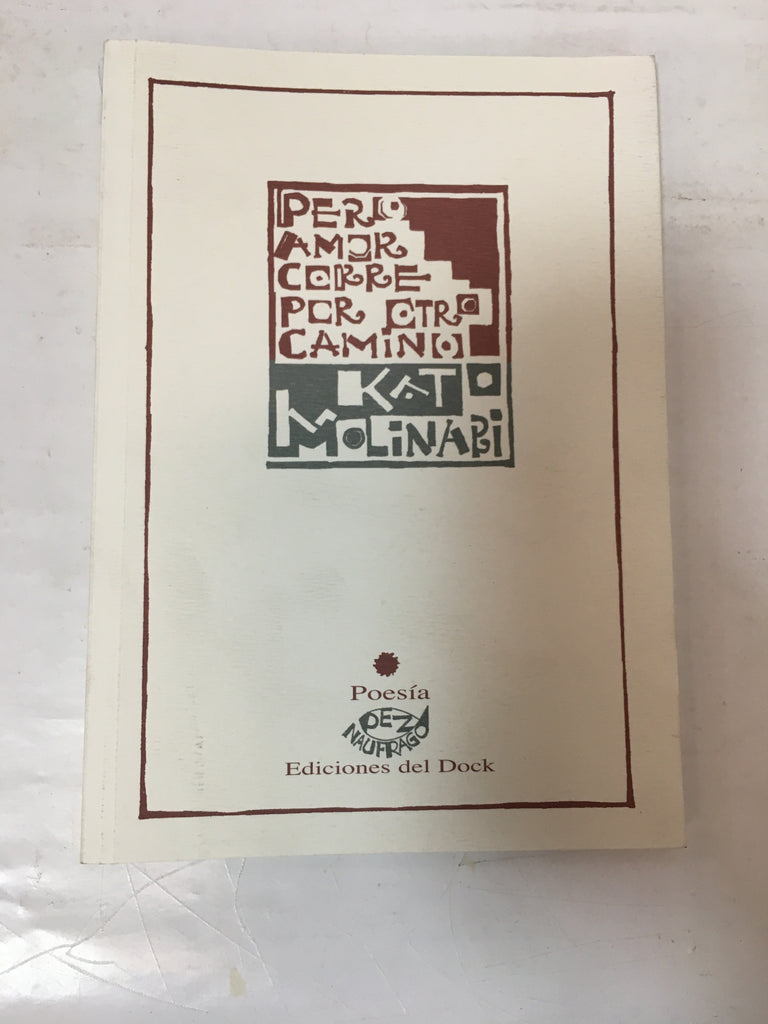 PERO
AMOR
CORRE
POR OTRO
CAMINO
KATO
MOLINARI
Poesía
PEZ
NAUFRAGO
Ediciones del Dock